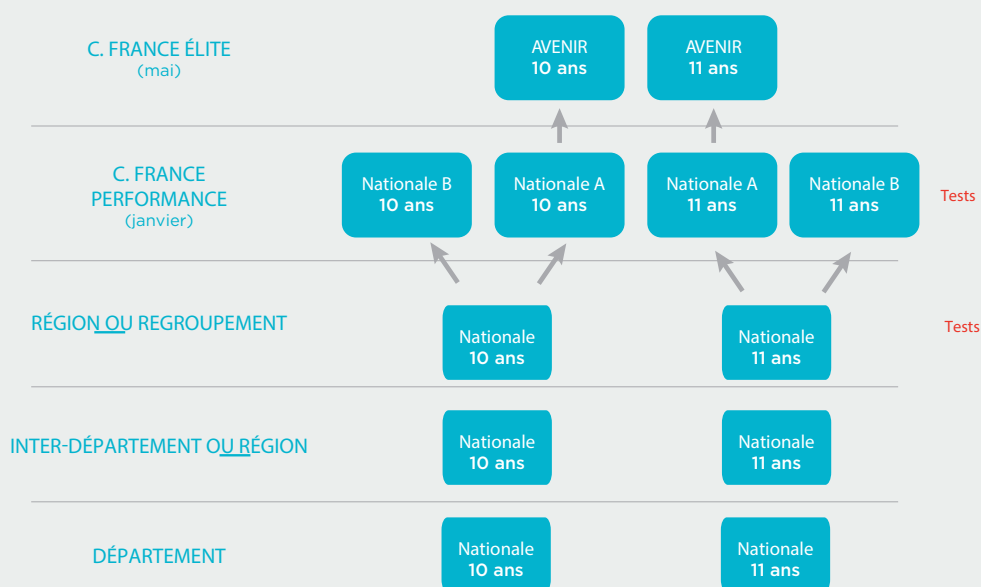 C. FRANCE ÉLITE
(mai)
AVENIR
10 ans
AVENIR
11 ans
C. FRANCE
PERFORMANCE
(janvier)
Nationale B
10 ans
Nationale A
10 ans
Nationale A
11 ans
Nationale B
11 ans
Tests
RÉGION OU REGROUPEMENT
Nationale
10 ans
Nationale
11 ans
Tests
INTER-DÉPARTEMENT OU RÉGION
Nationale
10 ans
Nationale
11 ans
DÉPARTEMENT
Nationale
10 ans
Nationale
11 ans